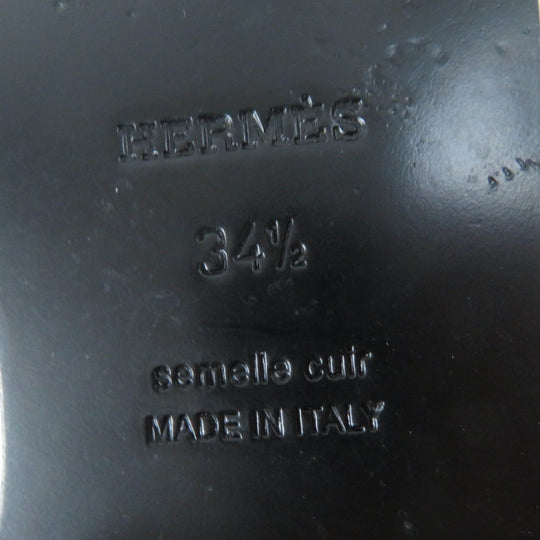 HERMÈS
34½
semelle cuir
MADE IN ITALY